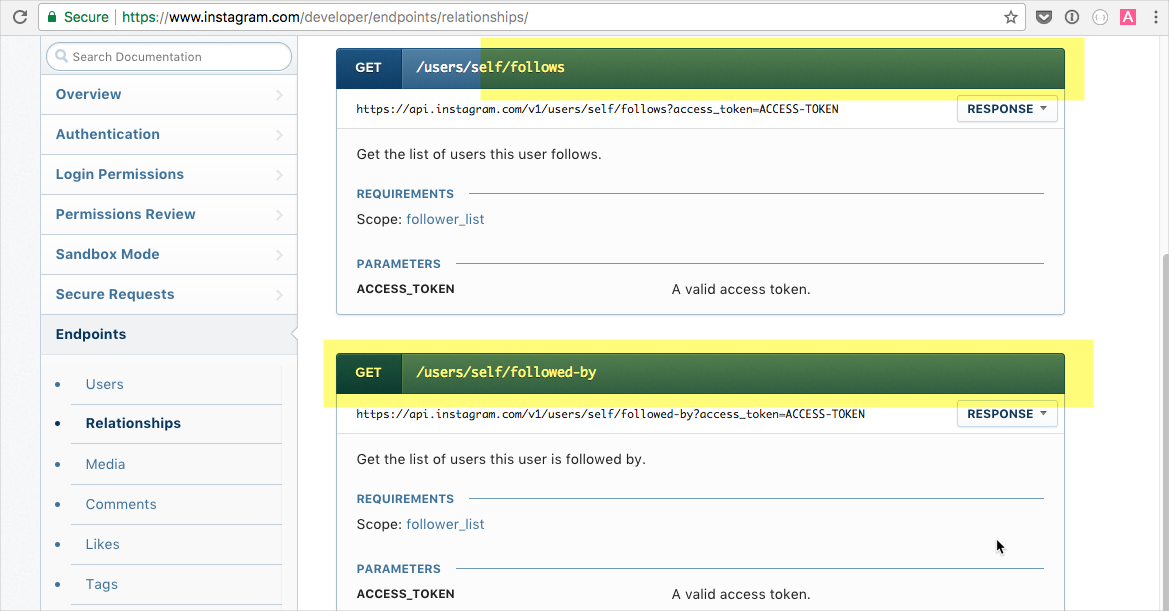 Secure
https://www.instagram.com/developer/endpoints/relationships/
A
Search Documentation
Overview
Authentication
Login Permissions
Permissions Review
Sandbox Mode
Secure Requests
Endpoints
Users
Relationships
Media
Comments
Likes
Tags
GET /users/self/follows
https://api.instagram.com/v1/users/self/follows?access_token=ACCESS-TOKEN
RESPONSE
Get the list of users this user follows.
REQUIREMENTS
Scope: follower_list
PARAMETERS
ACCESS_TOKEN A valid access token.
GET /users/self/followed-by
https://api.instagram.com/v1/users/self/followed-by?access_token=ACCESS-TOKEN
RESPONSE
Get the list of users this user is followed by.
REQUIREMENTS
Scope: follower_list
PARAMETERS
ACCESS_TOKEN A valid access token.